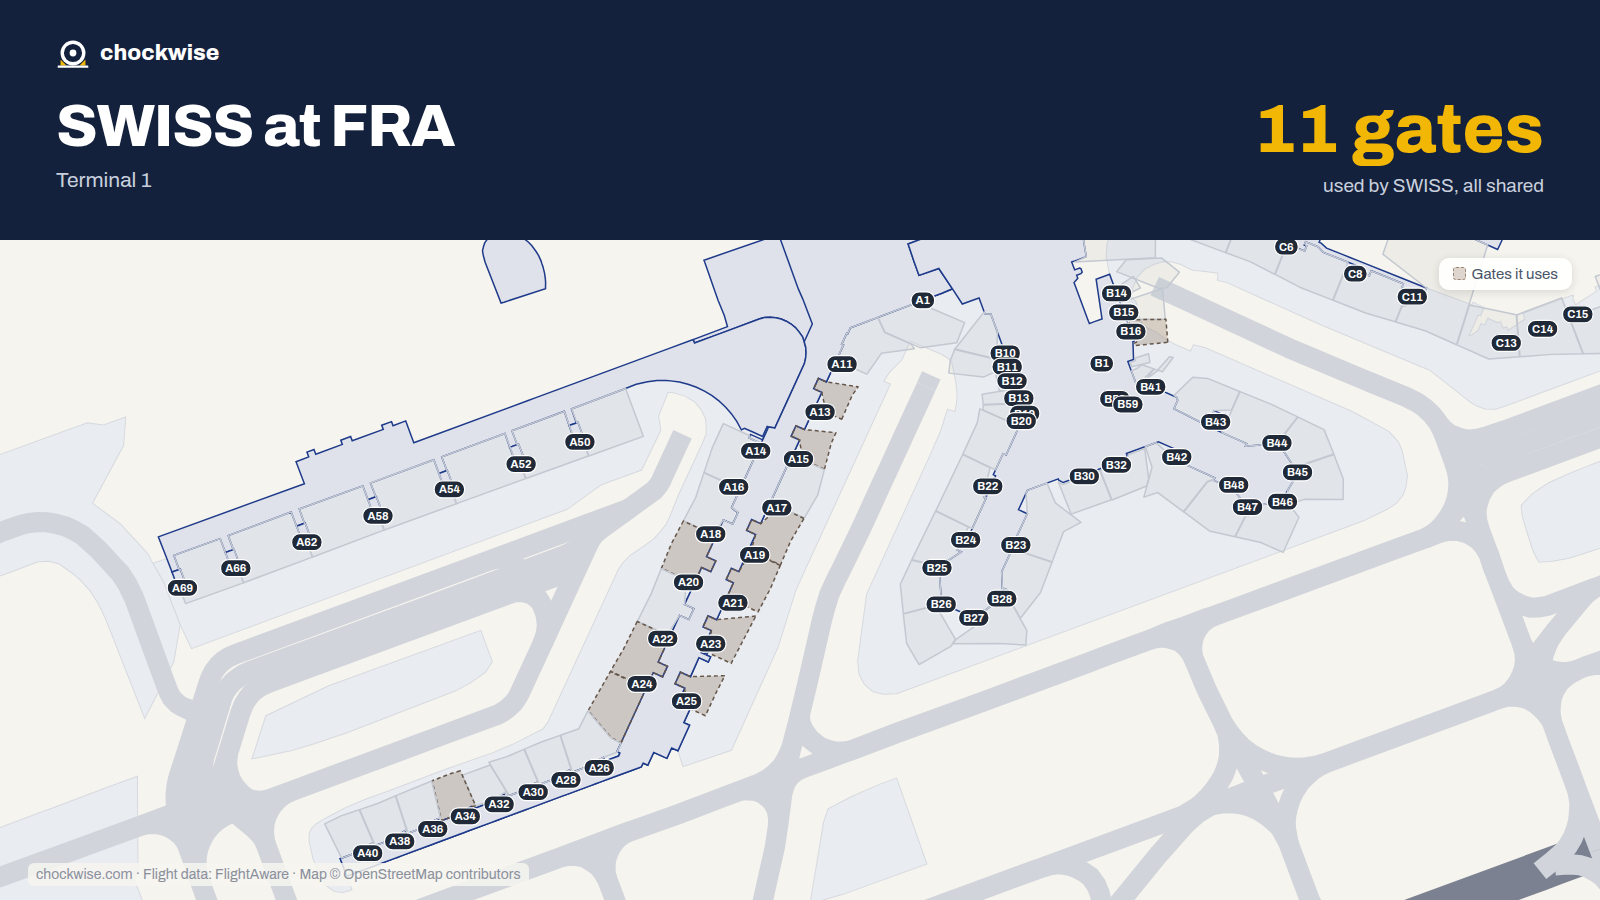 chockwise
SWISS at FRA
Terminal 1
11 gates
used by SWISS, all shared
Gates it uses
C6
C8
C11
C15
C14
C13
A1
B14
B15
B16
B10
B11
B12
B13
B20
B1
B41
B59
A11
A13
A14
A15
A16
A17
A18
A19
A20
A21
A22
A23
A24
A25
A26
A28
A30
A32
A34
A36
A38
A40
A50
A52
A54
A58
A62
A66
A69
B22
B24
B25
B26
B27
B28
B23
B30
B32
B42
B43
B44
B45
B46
B47
B48
chockwise.com · Flight data: FlightAware · Map © OpenStreetMap contributors